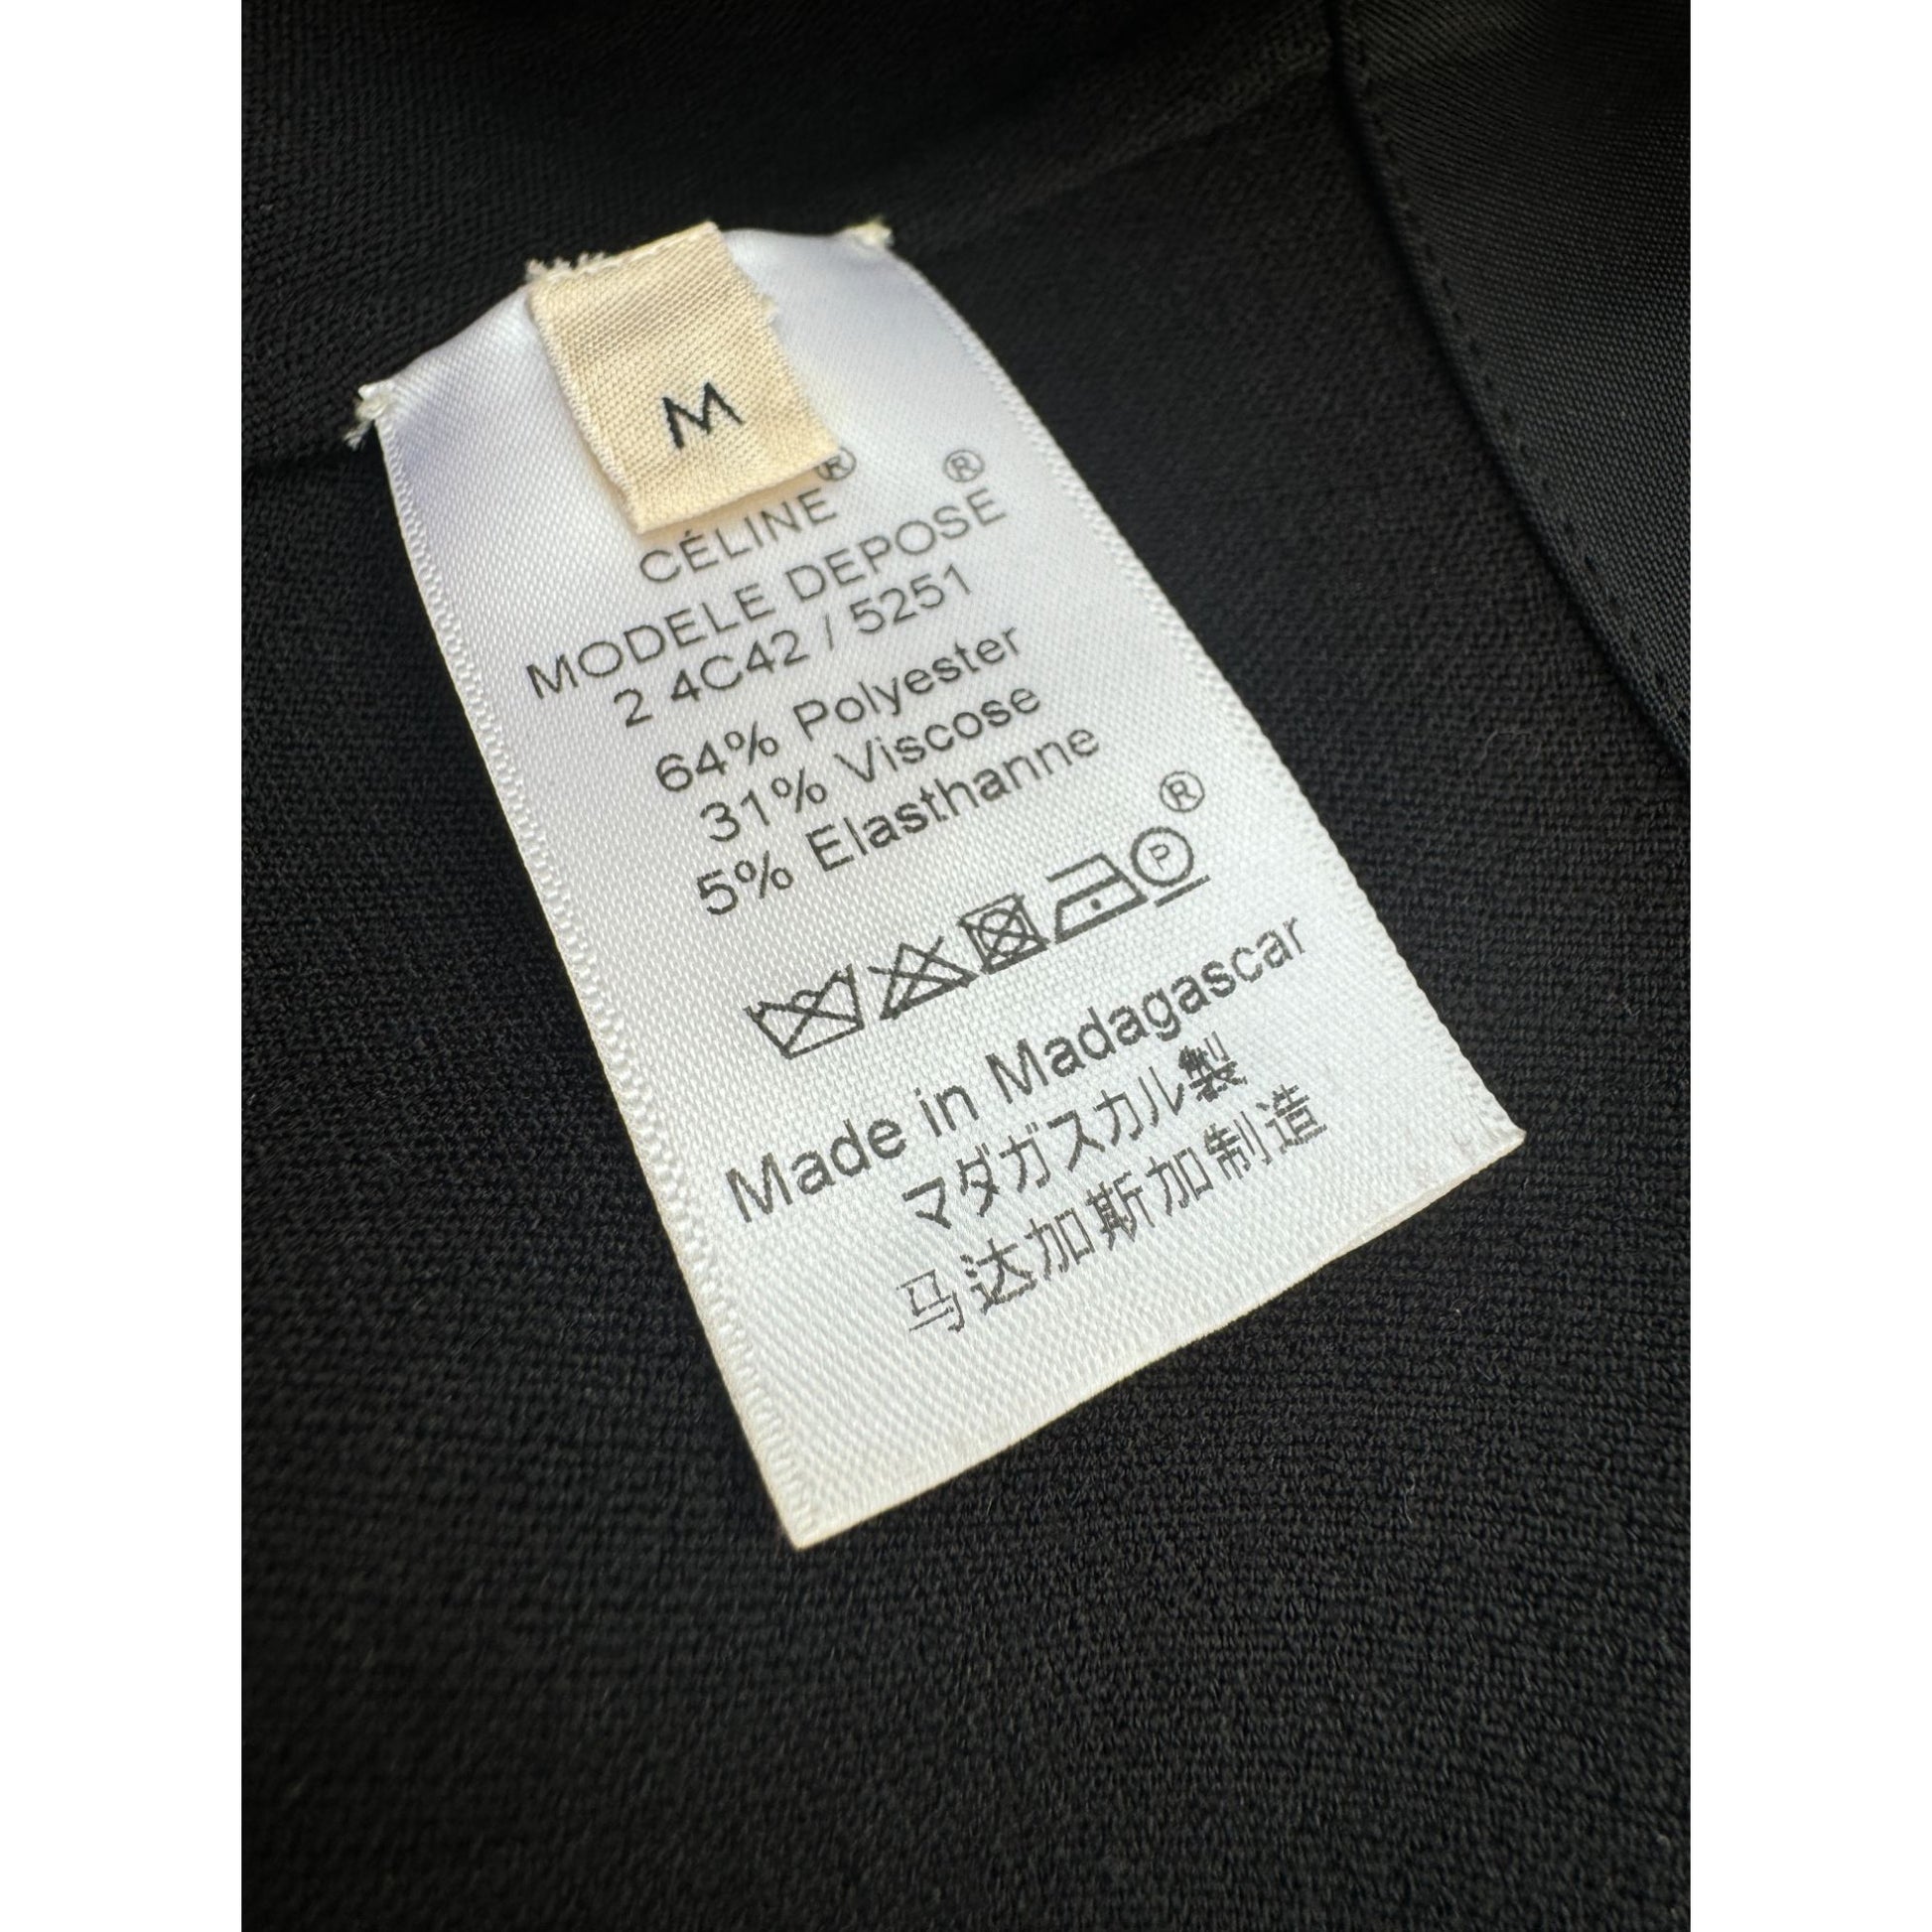 M
CÉLINE®
MODELE DEPOSE®
2 4C42 / 5251
64% Polyester
31% Viscose
5% Elasthanne
®
P
Made in Madagascar
マダガスカル製
马达加斯加制造